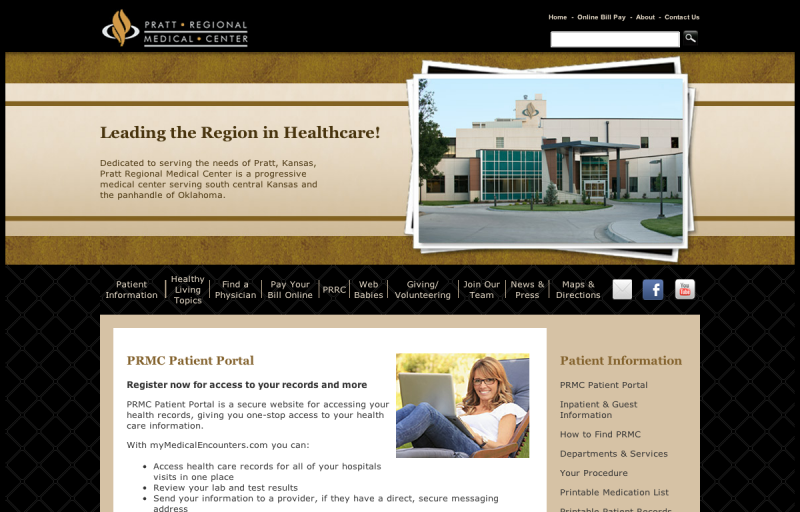 PRATT • REGIONAL
MEDICAL • CENTER
Home - Online Bill Pay - About - Contact Us
Leading the Region in Healthcare!
Dedicated to serving the needs of Pratt, Kansas,
Pratt Regional Medical Center is a progressive
medical center serving south central Kansas and
the panhandle of Oklahoma.
Patient
Information
Healthy
Living
Topics
Find a
Physician
Pay Your
Bill Online
PRRC
Web
Babies
Giving/
Volunteering
Join Our
Team
News &
Press
Maps &
Directions
You
Tube
PRMC Patient Portal
Register now for access to your records and more
PRMC Patient Portal is a secure website for accessing your
health records, giving you one-stop access to your health
care information.
With myMedicalEncounters.com you can:
• Access health care records for all of your hospitals
visits in one place
• Review your lab and test results
• Send your information to a provider, if they have a direct, secure messaging
address
Patient Information
PRMC Patient Portal
Inpatient & Guest
Information
How to Find PRMC
Departments & Services
Your Procedure
Printable Medication List
Printable Patient Records